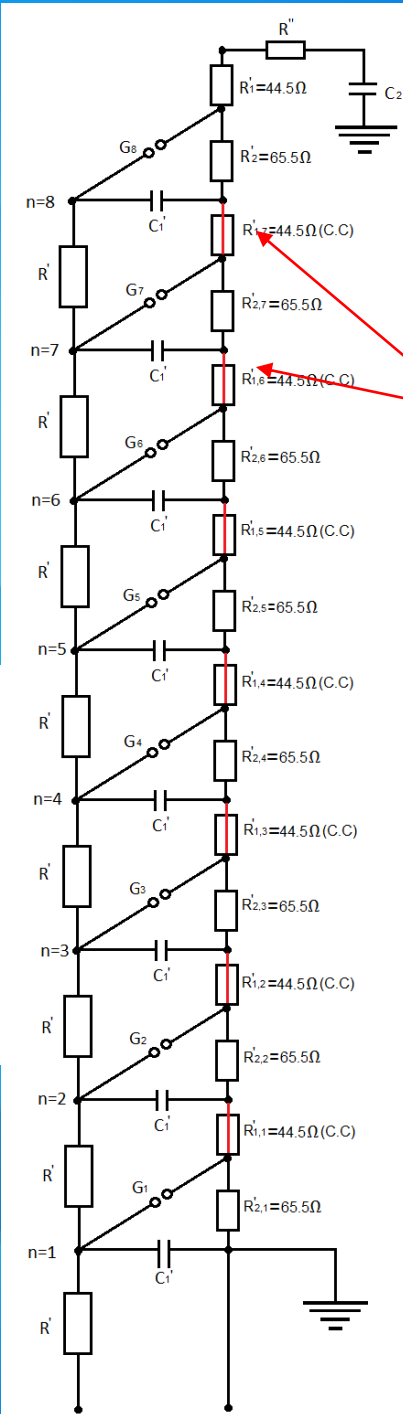 R"
R'1=44.5Ω
C2
G8
R'2=65.5Ω
n=8
C1'
R'1,7=44.5Ω(C.C)
R'
G7
R'2,7=65.5Ω
n=7
C1'
R'1,6=44.5Ω(C.C)
R'
G6
R'2,6=65.5Ω
n=6
C1'
R'1,5=44.5Ω(C.C)
R'
G5
R'2,5=65.5Ω
n=5
C1'
R'1,4=44.5Ω(C.C)
R'
G4
R'2,4=65.5Ω
n=4
C1'
R'1,3=44.5Ω(C.C)
R'
G3
R'2,3=65.5Ω
n=3
C1'
R'1,2=44.5Ω(C.C)
R'
G2
R'2,2=65.5Ω
n=2
C1'
R'1,1=44.5Ω(C.C)
R'
G1
R'2,1=65.5Ω
n=1
C1'
R'